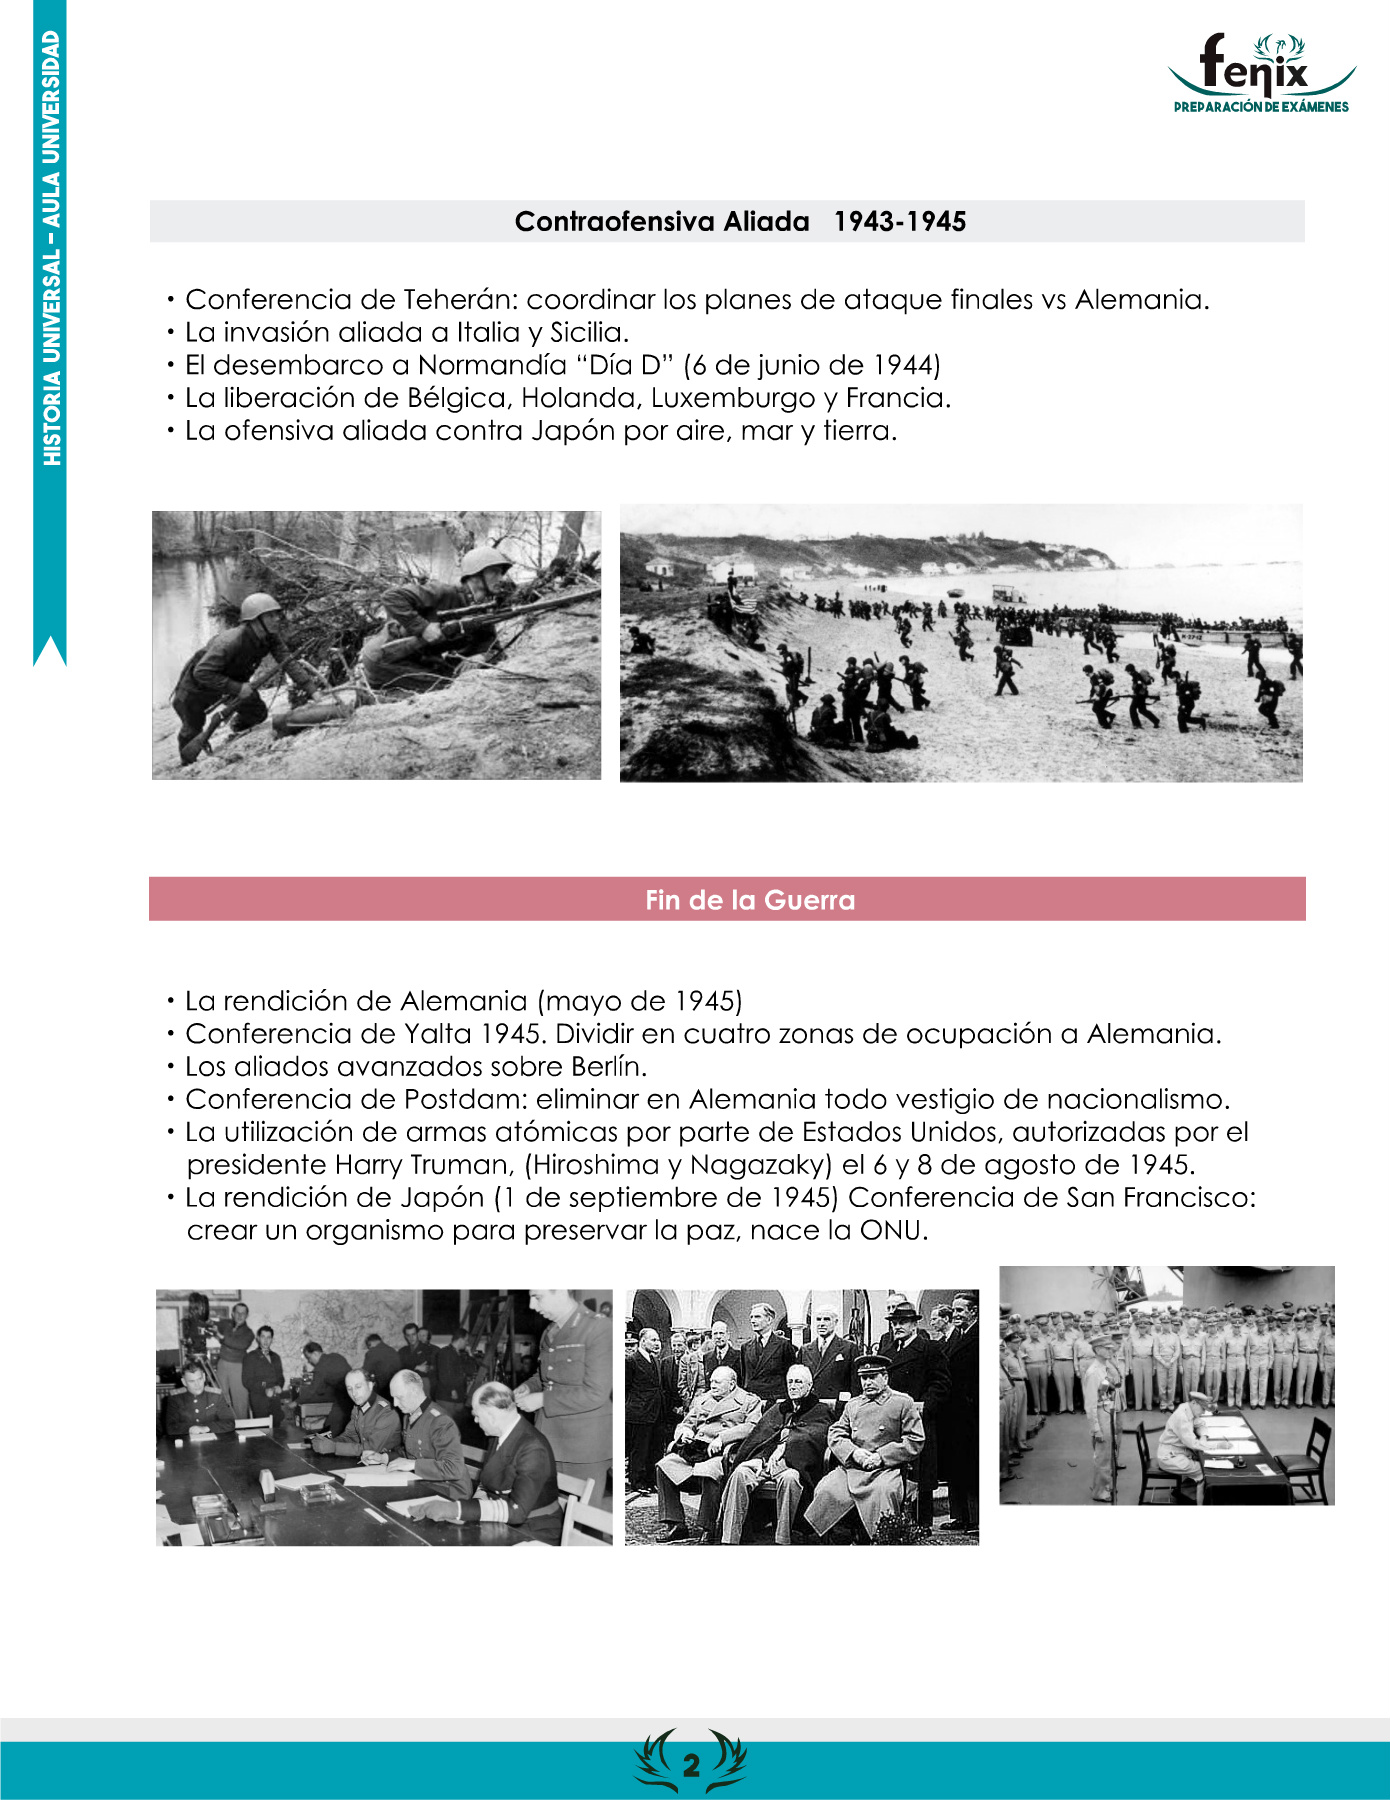 HISTORIA UNIVERSAL – AULA UNIVERSIDAD
fenix
PREPARACIÓN DE EXÁMENES
Contraofensiva Aliada 1943-1945
• Conferencia de Teherán: coordinar los planes de ataque finales vs Alemania.
• La invasión aliada a Italia y Sicilia.
• El desembarco a Normandía “Día D” (6 de junio de 1944)
• La liberación de Bélgica, Holanda, Luxemburgo y Francia.
• La ofensiva aliada contra Japón por aire, mar y tierra.
Fin de la Guerra
• La rendición de Alemania (mayo de 1945)
• Conferencia de Yalta 1945. Dividir en cuatro zonas de ocupación a Alemania.
• Los aliados avanzados sobre Berlín.
• Conferencia de Postdam: eliminar en Alemania todo vestigio de nacionalismo.
• La utilización de armas atómicas por parte de Estados Unidos, autorizadas por el
presidente Harry Truman, (Hiroshima y Nagazaky) el 6 y 8 de agosto de 1945.
• La rendición de Japón (1 de septiembre de 1945) Conferencia de San Francisco:
crear un organismo para preservar la paz, nace la ONU.
2